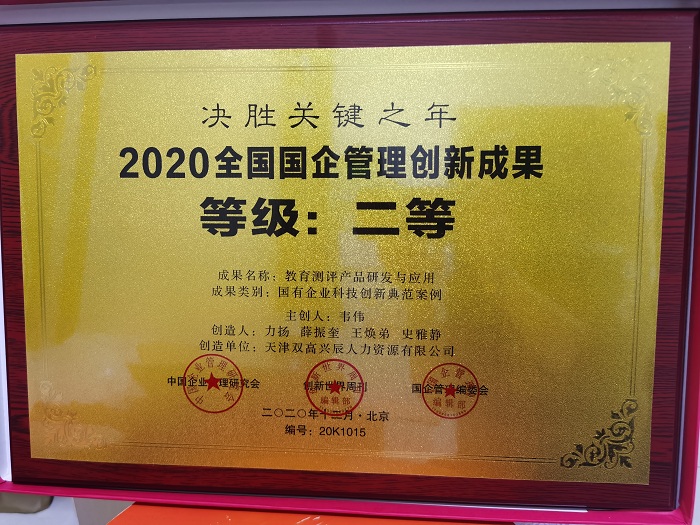 决胜关键之年
2020全国国企管理创新成果
等级：二等
成果名称：教育测评产品研发与应用
成果类别：国有企业科技创新典范案例
主创人：韦伟
创造人：力扬 薛振奎 王焕弟 史雅静
创造单位：天津双高兴辰人力资源有限公司
中国企业管理研究会 创新世界周刊 国企管理编委会
编辑部 编辑部
二〇二〇年十二月·北京
编号：20K1015